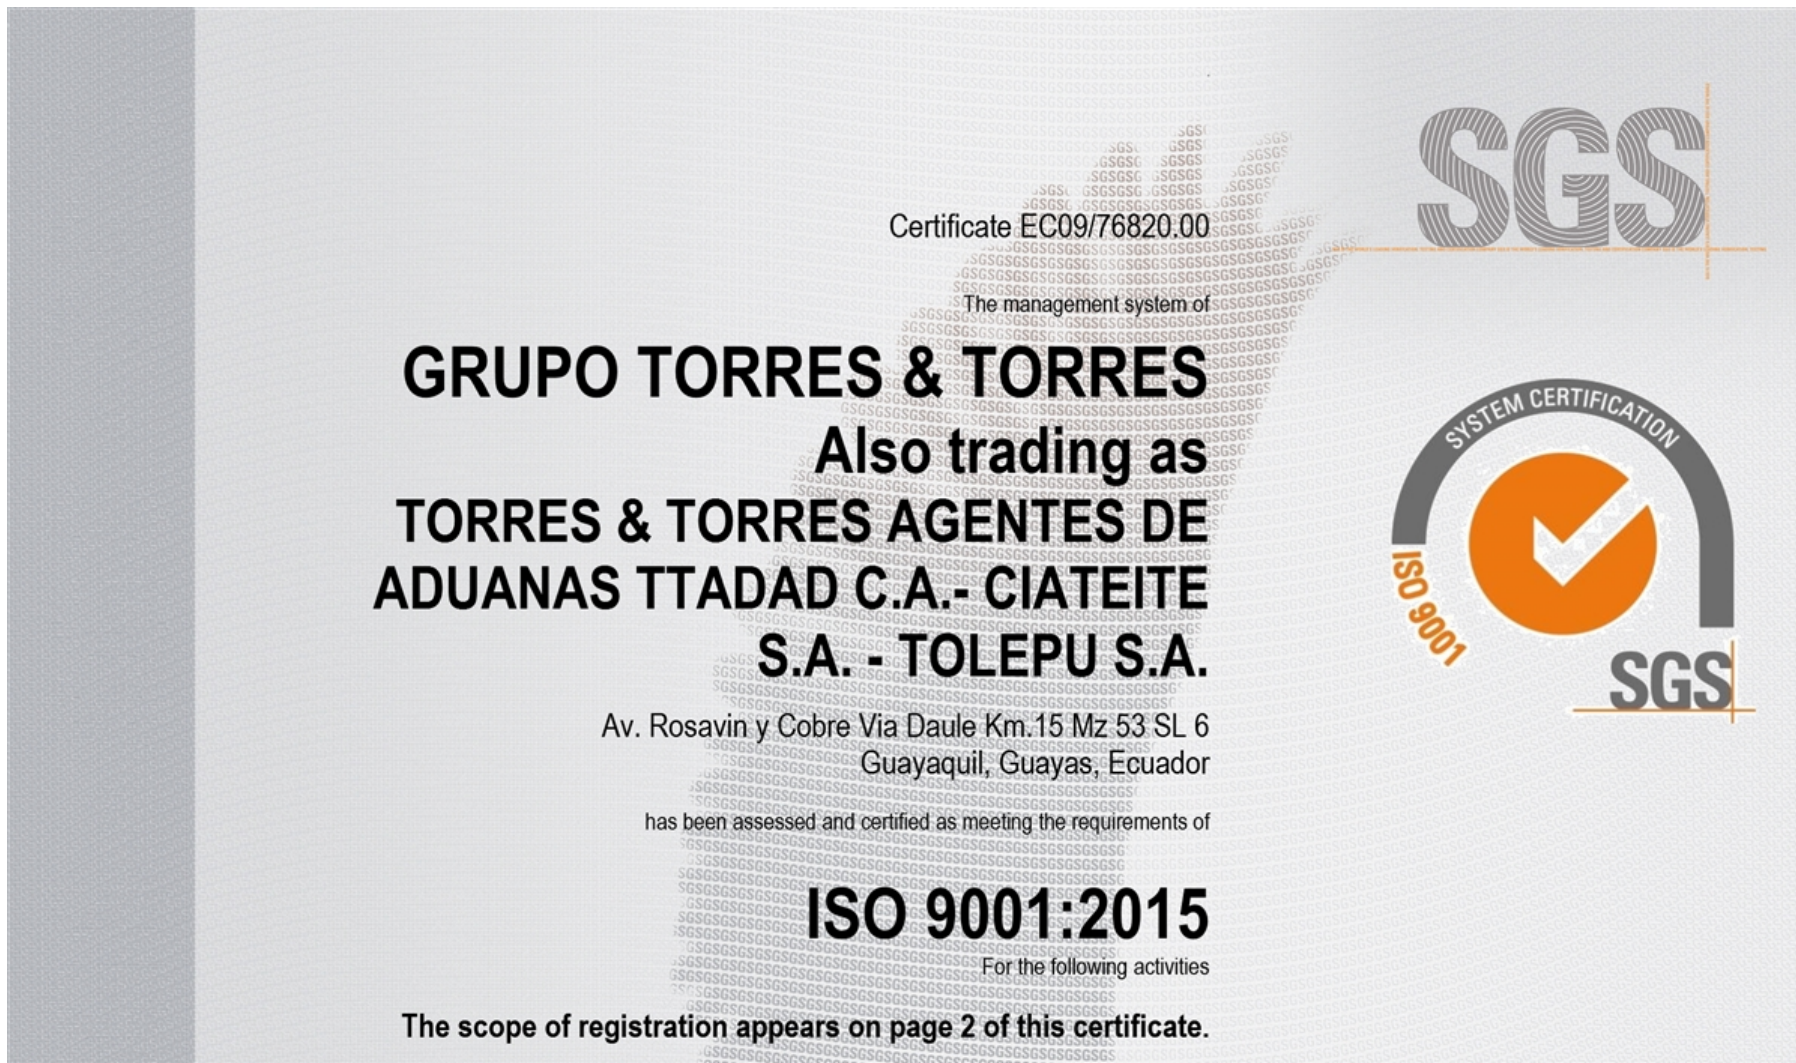 SGS
Certificate EC09/76820.00
The management system of
GRUPO TORRES & TORRES
Also trading as
TORRES & TORRES AGENTES DE
ADUANAS TTADAD C.A.- CIATEITE
S.A. - TOLEPU S.A.
Av. Rosavin y Cobre Via Daule Km.15 Mz 53 SL 6
Guayaquil, Guayas, Ecuador
has been assessed and certified as meeting the requirements of
ISO 9001:2015
For the following activities
The scope of registration appears on page 2 of this certificate.
SYSTEM CERTIFICATION
ISO 9001
SGS